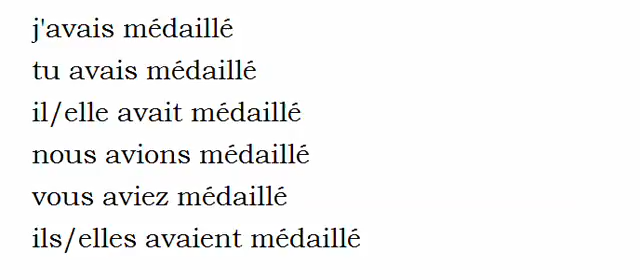 j'avais médaillé
tu avais médaillé
il/elle avait médaillé
nous avions médaillé
vous aviez médaillé
ils/elles avaient médaillé